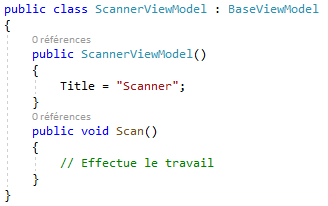 public class ScannerViewModel : BaseViewModel
{
0 références
public ScannerViewModel()
{
Title = "Scanner";
}
0 références
public void Scan()
{
// Effectue le travail
}
}